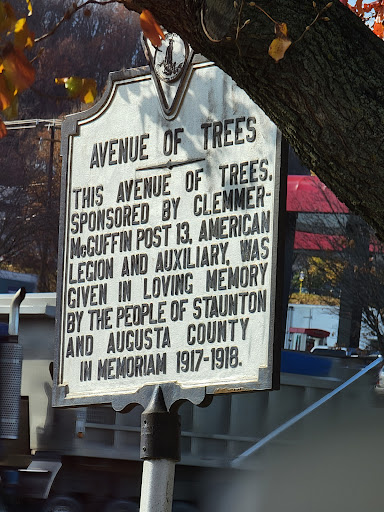 AVENUE OF TREES
THIS AVENUE OF TREES,
SPONSORED BY CLEMMER-
McGUFFIN POST 13, AMERICAN
LEGION AND AUXILIARY, WAS
GIVEN IN LOVING MEMORY
BY THE PEOPLE OF STAUNTON
AND AUGUSTA COUNTY
IN MEMORIAM 1917-1918.